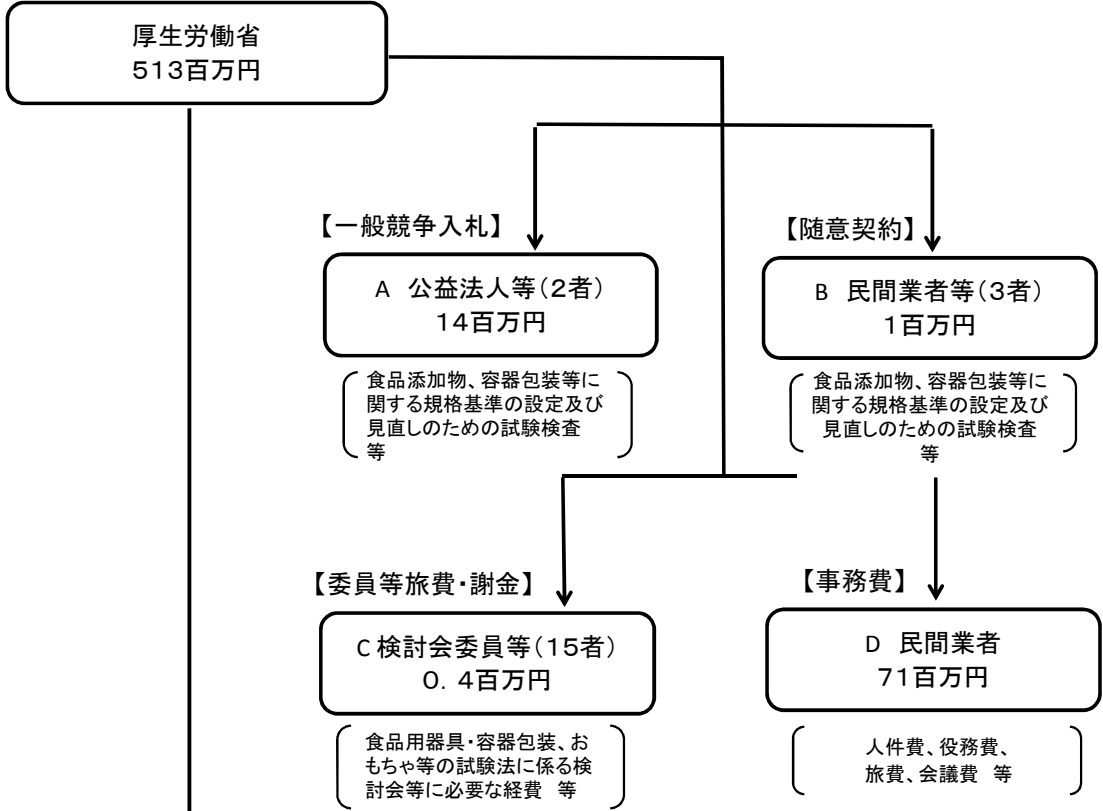 厚生労働省
513百万円
【一般競争入札】
A 公益法人等(2者)
14百万円
食品添加物、容器包装等に
関する規格基準の設定及び
見直しのための試験検査
等
【随意契約】
B 民間業者等(3者)
1百万円
食品添加物、容器包装等に
関する規格基準の設定及び
見直しのための試験検査
等
【委員等旅費・謝金】
C 検討会委員等(15者)
0.4百万円
食品用器具・容器包装、お
もちゃ等の試験法に係る検
討会等に必要な経費 等
【事務費】
D 民間業者
71百万円
人件費、役務費、
旅費、会議費 等